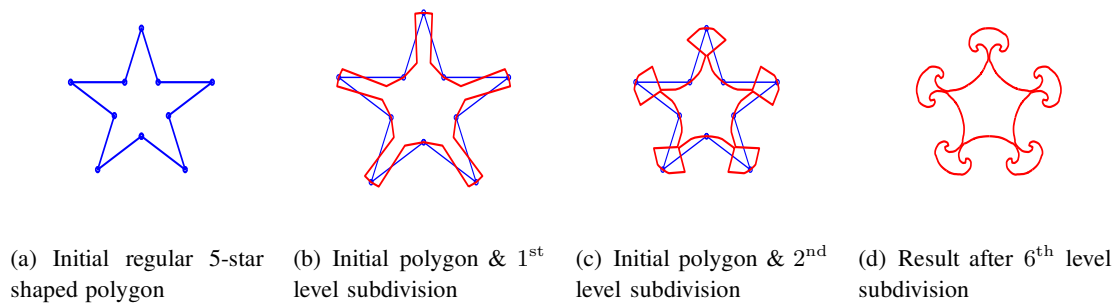 (a) Initial regular 5-star shaped polygon
(b) Initial polygon & 1st level subdivision
(c) Initial polygon & 2nd level subdivision
(d) Result after 6th level subdivision